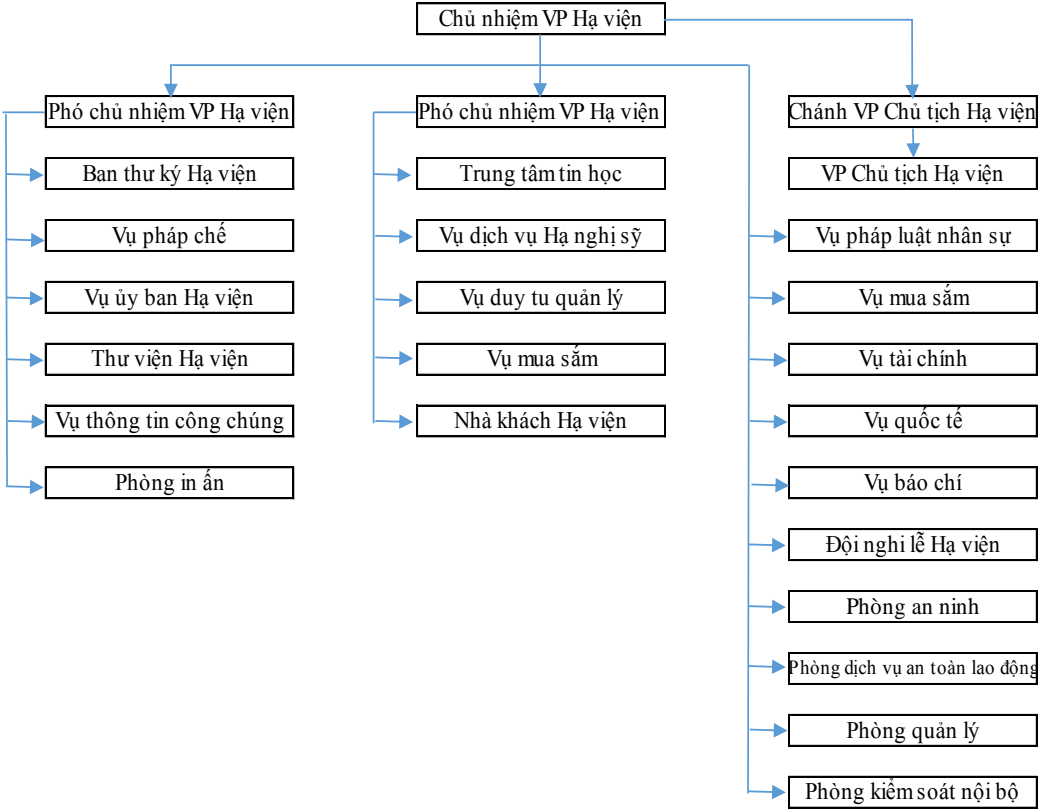 Chủ nhiệm VP Hạ viện
Phó chủ nhiệm VP Hạ viện
Ban thư ký Hạ viện
Vụ pháp chế
Vụ ủy ban Hạ viện
Thư viện Hạ viện
Vụ thông tin công chúng
Phòng in ấn
Phó chủ nhiệm VP Hạ viện
Trung tâm tin học
Vụ dịch vụ Hạ nghị sỹ
Vụ duy tu quản lý
Vụ mua sắm
Nhà khách Hạ viện
Chánh VP Chủ tịch Hạ viện
VP Chủ tịch Hạ viện
Vụ pháp luật nhân sự
Vụ mua sắm
Vụ tài chính
Vụ quốc tế
Vụ báo chí
Đội nghi lễ Hạ viện
Phòng an ninh
Phòng dịch vụ an toàn lao động
Phòng quản lý
Phòng kiểm soát nội bộ